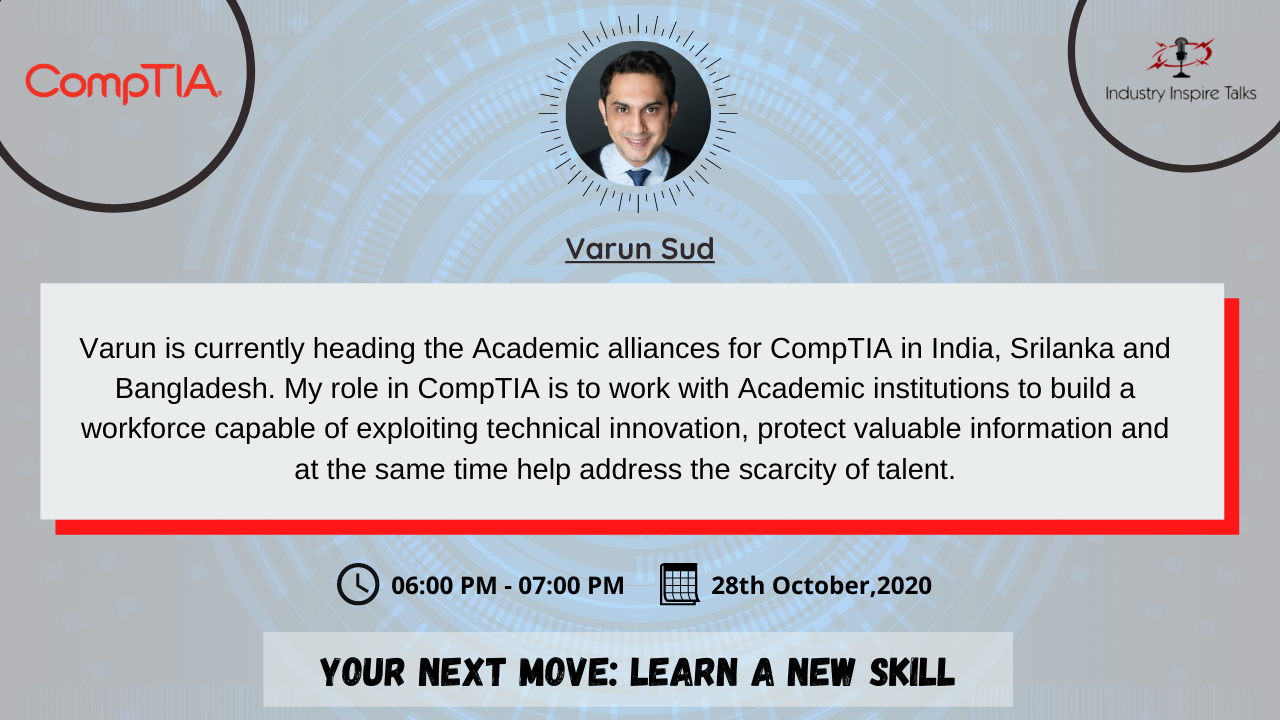 CompTIA.
Industry Inspire Talks
Varun Sud
Varun is currently heading the Academic alliances for CompTIA in India, Srilanka and
Bangladesh. My role in CompTIA is to work with Academic institutions to build a
workforce capable of exploiting technical innovation, protect valuable information and
at the same time help address the scarcity of talent.
06:00 PM - 07:00 PM
28th October,2020
YOUR NEXT MOVE: LEARN A NEW SKILL